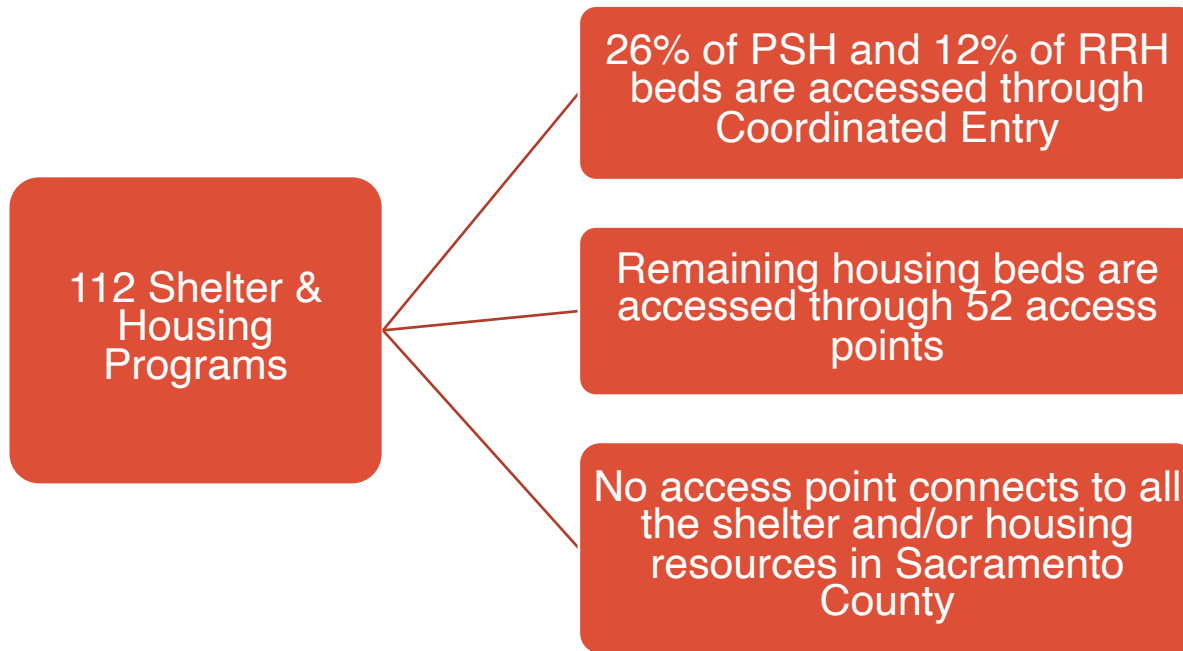 112 Shelter &
Housing
Programs
26% of PSH and 12% of RRH
beds are accessed through
Coordinated Entry
Remaining housing beds are
accessed through 52 access
points
No access point connects to all
the shelter and/or housing
resources in Sacramento
County